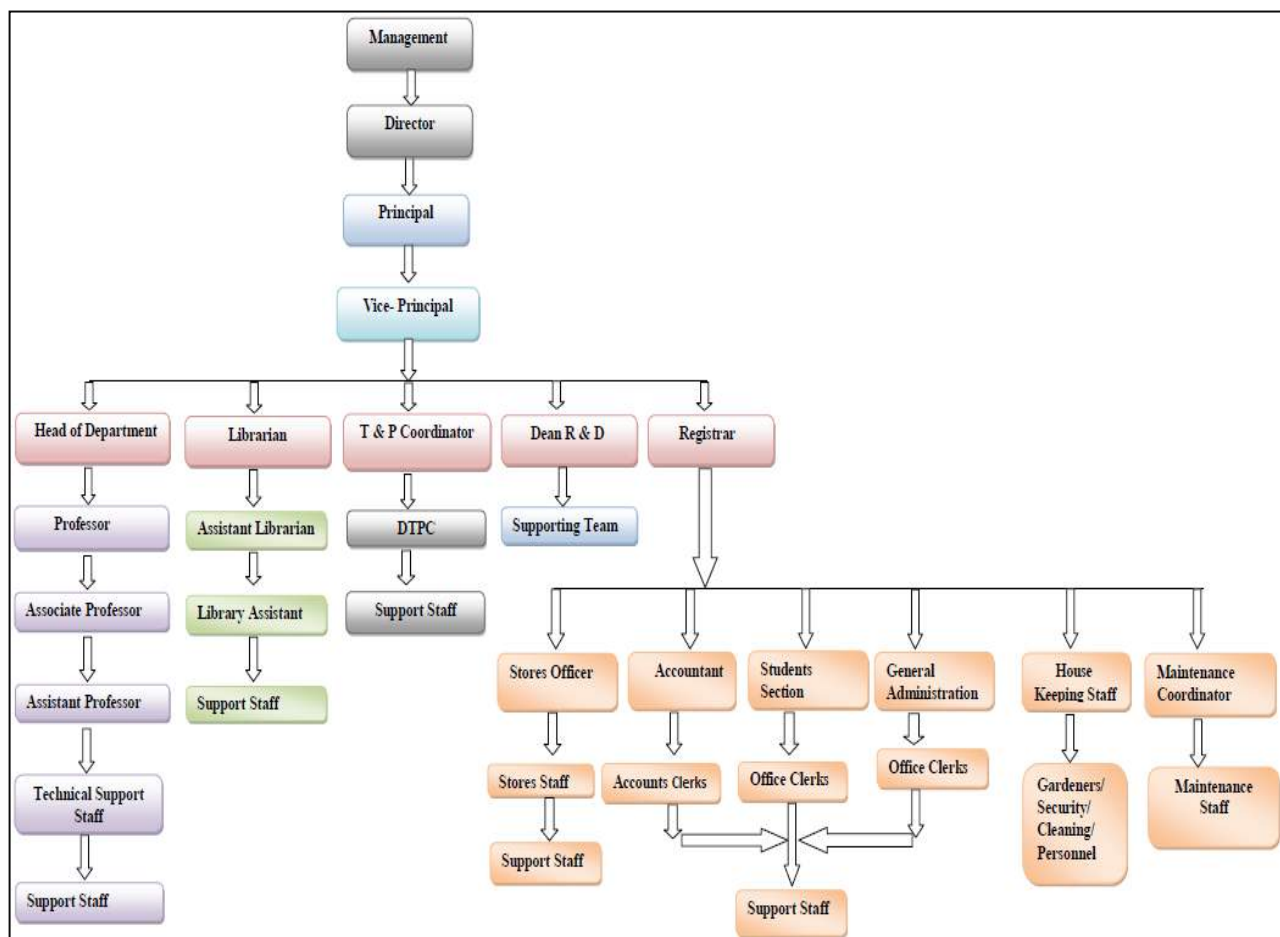 Management
Director
Principal
Vice- Principal
Head of Department
Librarian
T & P Coordinator
Dean R & D
Registrar
Professor
Assistant Librarian
DTPC
Supporting Team
Associate Professor
Library Assistant
Support Staff
Assistant Professor
Support Staff
Stores Officer
Accountant
Students
Section
General
Administration
House
Keeping Staff
Maintenance
Coordinator
Technical Support
Staff
Stores Staff
Accounts Clerks
Office Clerks
Office Clerks
Gardeners/
Security/
Cleaning/
Personnel
Maintenance
Staff
Support Staff
Support Staff
Support Staff